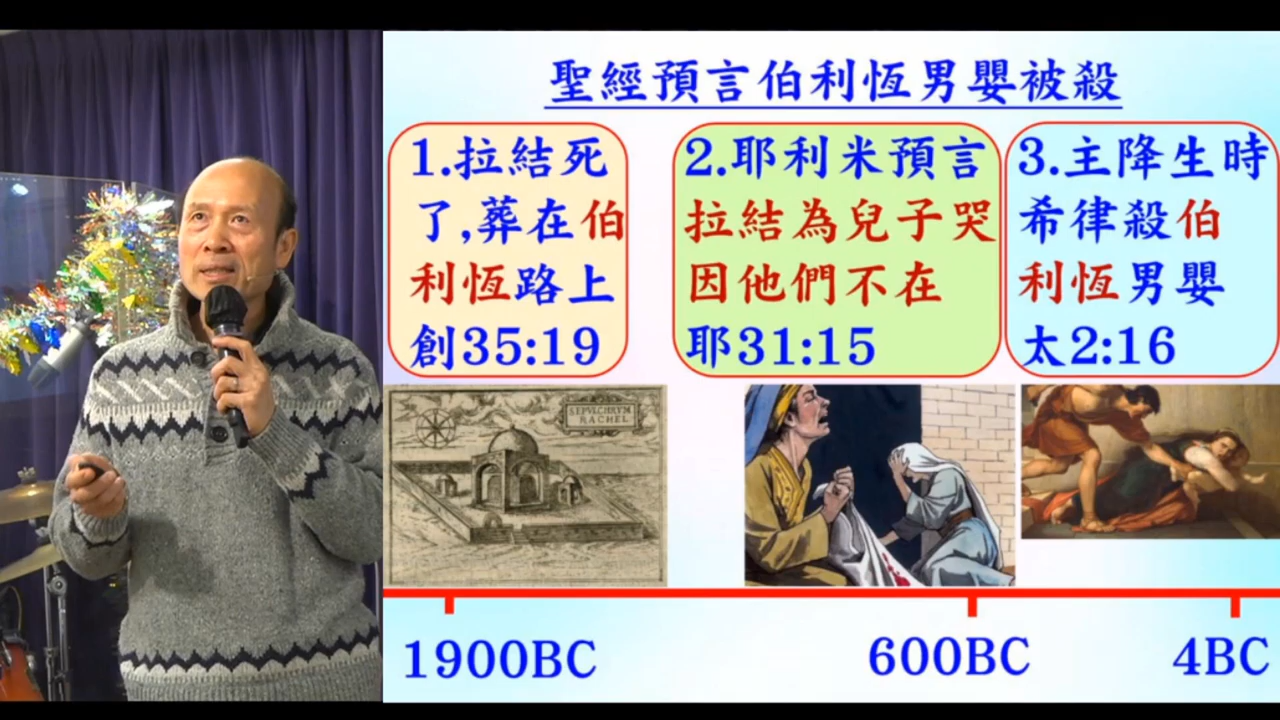 聖經預言伯利恆男嬰被殺
1.拉結死
了,葬在伯
利恆路上
創35:19
2.耶利米預言
拉結為兒子哭
因他們不在
耶31:15
3.主降生時
希律殺伯
利恆男嬰
太2:16
SEPVLCHRVM
RACHEL
1900BC
600BC
4BC